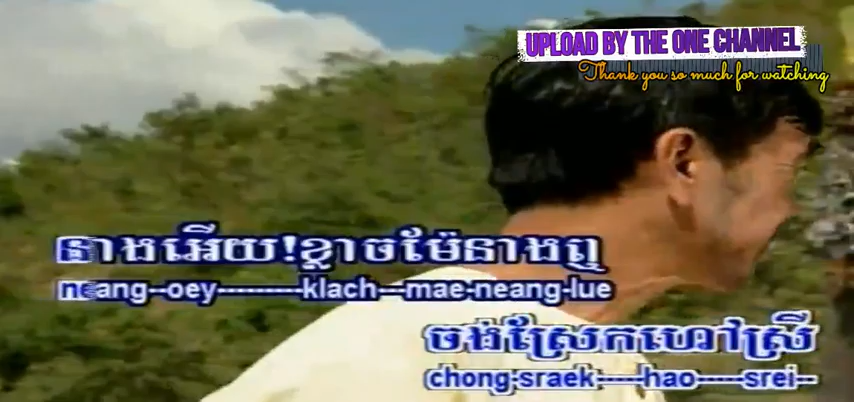 UPLOAD BY THE ONE CHANNEL
Thank you so much for watching
នាងអើយ!ខ្លាចម៉ែនាងឮ
neang--oey---------klach---mae-neang-lue
ចង់ស្រែកហៅស្រី
chong-sraek-----hao-----srei--